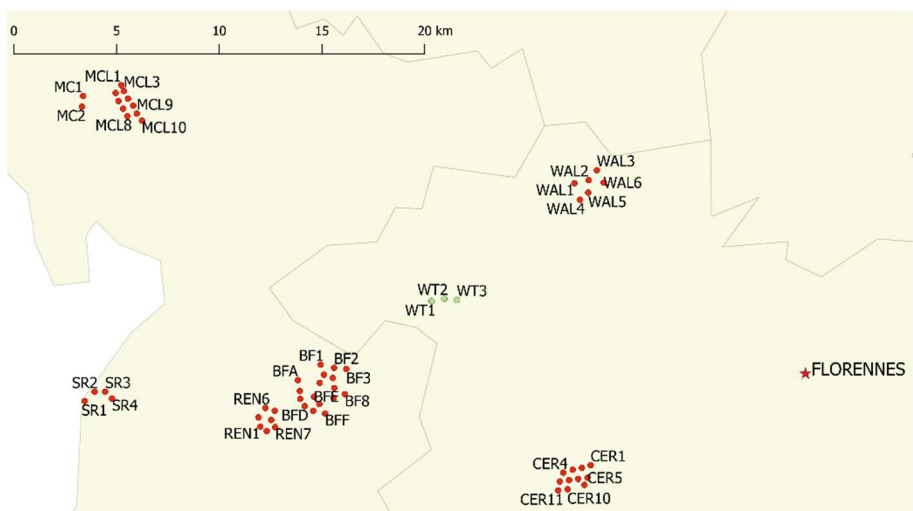 0 5 10 15 20 km
MCL1
MCL3
MC1
MCL9
MC2
MCL8
MCL10
WAL3
WAL2
WAL6
WAL1
WAL5
WAL4
WT2
WT3
WT1
BF1
BF2
BFA
BF3
SR2
SR3
BFE
BF8
REN6
SR4
SR1
BFD
BFF
REN1
REN7
FLORENNES
CER1
CER4
CER5
CER11
CER10